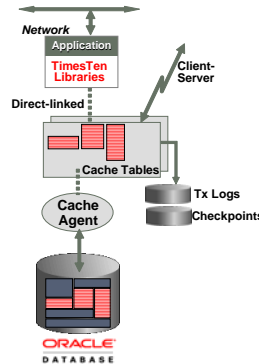 Network
Application
TimesTen
Libraries
Client-
Server
Direct-linked
Cache Tables
Tx Logs
Checkpoints
Cache
Agent
ORACLE
DATABASE